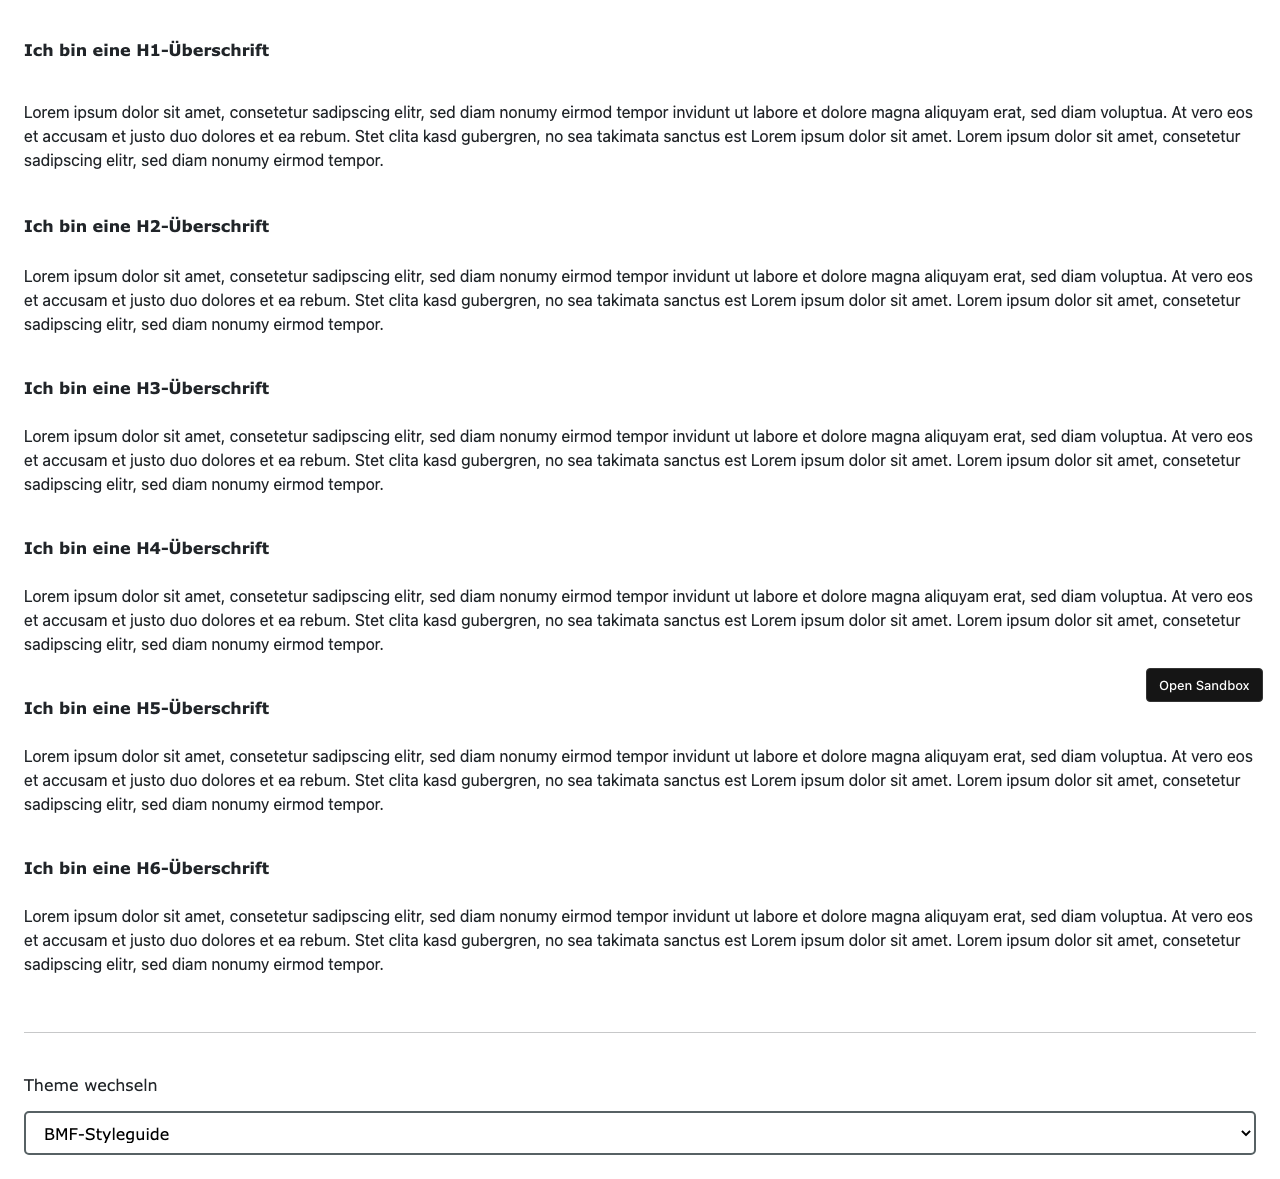 Ich bin eine H1-Überschrift
Lorem ipsum dolor sit amet, consetetur sadipscing elitr, sed diam nonumy eirmod tempor invidunt ut labore et dolore magna aliquyam erat, sed diam voluptua. At vero eos
et accusam et justo duo dolores et ea rebum. Stet clita kasd gubergren, no sea takimata sanctus est Lorem ipsum dolor sit amet. Lorem ipsum dolor sit amet, consetetur
sadipscing elitr, sed diam nonumy eirmod tempor.
Ich bin eine H2-Überschrift
Lorem ipsum dolor sit amet, consetetur sadipscing elitr, sed diam nonumy eirmod tempor invidunt ut labore et dolore magna aliquyam erat, sed diam voluptua. At vero eos
et accusam et justo duo dolores et ea rebum. Stet clita kasd gubergren, no sea takimata sanctus est Lorem ipsum dolor sit amet. Lorem ipsum dolor sit amet, consetetur
sadipscing elitr, sed diam nonumy eirmod tempor.
Ich bin eine H3-Überschrift
Lorem ipsum dolor sit amet, consetetur sadipscing elitr, sed diam nonumy eirmod tempor invidunt ut labore et dolore magna aliquyam erat, sed diam voluptua. At vero eos
et accusam et justo duo dolores et ea rebum. Stet clita kasd gubergren, no sea takimata sanctus est Lorem ipsum dolor sit amet. Lorem ipsum dolor sit amet, consetetur
sadipscing elitr, sed diam nonumy eirmod tempor.
Ich bin eine H4-Überschrift
Lorem ipsum dolor sit amet, consetetur sadipscing elitr, sed diam nonumy eirmod tempor invidunt ut labore et dolore magna aliquyam erat, sed diam voluptua. At vero eos
et accusam et justo duo dolores et ea rebum. Stet clita kasd gubergren, no sea takimata sanctus est Lorem ipsum dolor sit amet. Lorem ipsum dolor sit amet, consetetur
sadipscing elitr, sed diam nonumy eirmod tempor.
Open Sandbox
Ich bin eine H5-Überschrift
Lorem ipsum dolor sit amet, consetetur sadipscing elitr, sed diam nonumy eirmod tempor invidunt ut labore et dolore magna aliquyam erat, sed diam voluptua. At vero eos
et accusam et justo duo dolores et ea rebum. Stet clita kasd gubergren, no sea takimata sanctus est Lorem ipsum dolor sit amet. Lorem ipsum dolor sit amet, consetetur
sadipscing elitr, sed diam nonumy eirmod tempor.
Ich bin eine H6-Überschrift
Lorem ipsum dolor sit amet, consetetur sadipscing elitr, sed diam nonumy eirmod tempor invidunt ut labore et dolore magna aliquyam erat, sed diam voluptua. At vero eos
et accusam et justo duo dolores et ea rebum. Stet clita kasd gubergren, no sea takimata sanctus est Lorem ipsum dolor sit amet. Lorem ipsum dolor sit amet, consetetur
sadipscing elitr, sed diam nonumy eirmod tempor.
Theme wechseln
BMF-Styleguide